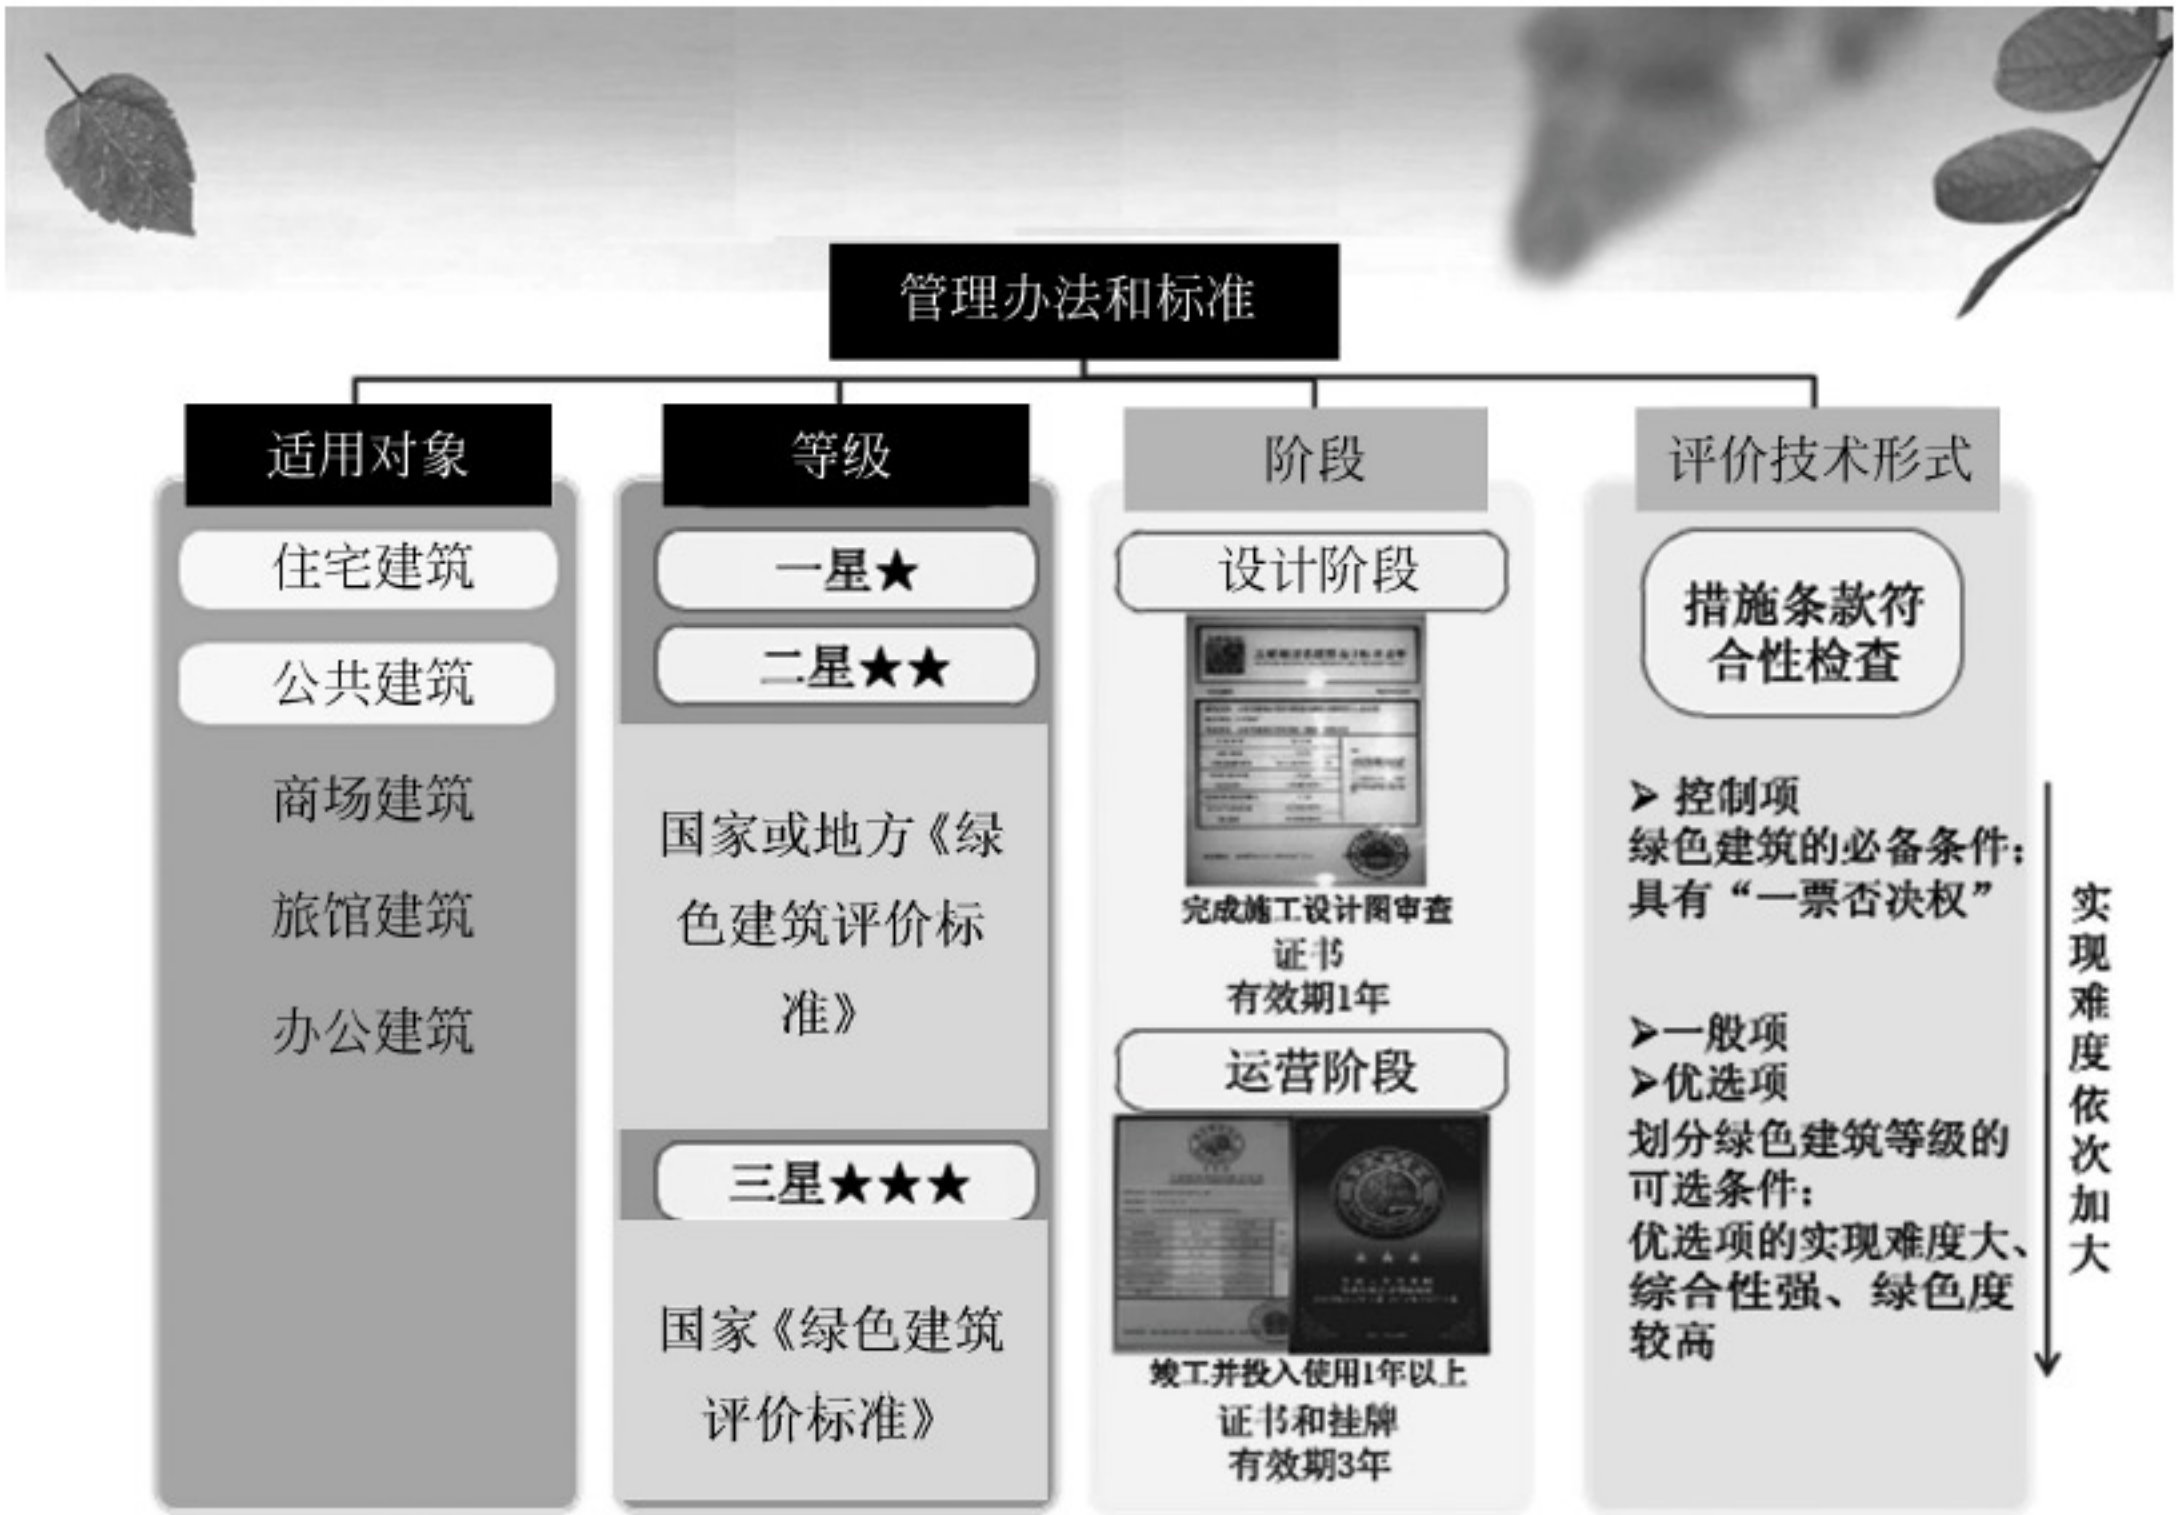 管理办法和标准
适用对象
住宅建筑
公共建筑
商场建筑
旅馆建筑
办公建筑
等级
一星★
二星★★
国家或地方《绿
色建筑评价标
准》
三星★★★
国家《绿色建筑
评价标准》
阶段
设计阶段
完成施工设计图审查
证书
有效期1年
运营阶段
竣工并投入使用1年以上
证书和挂牌
有效期3年
评价技术形式
措施条款符
合性检查
➢ 控制项
绿色建筑的必备条件；
具有“一票否决权”
➢一般项
➢优选项
划分绿色建筑等级的
可选条件；
优选项的实现难度大、
综合性强、绿色度
较高
实现难度依次加大